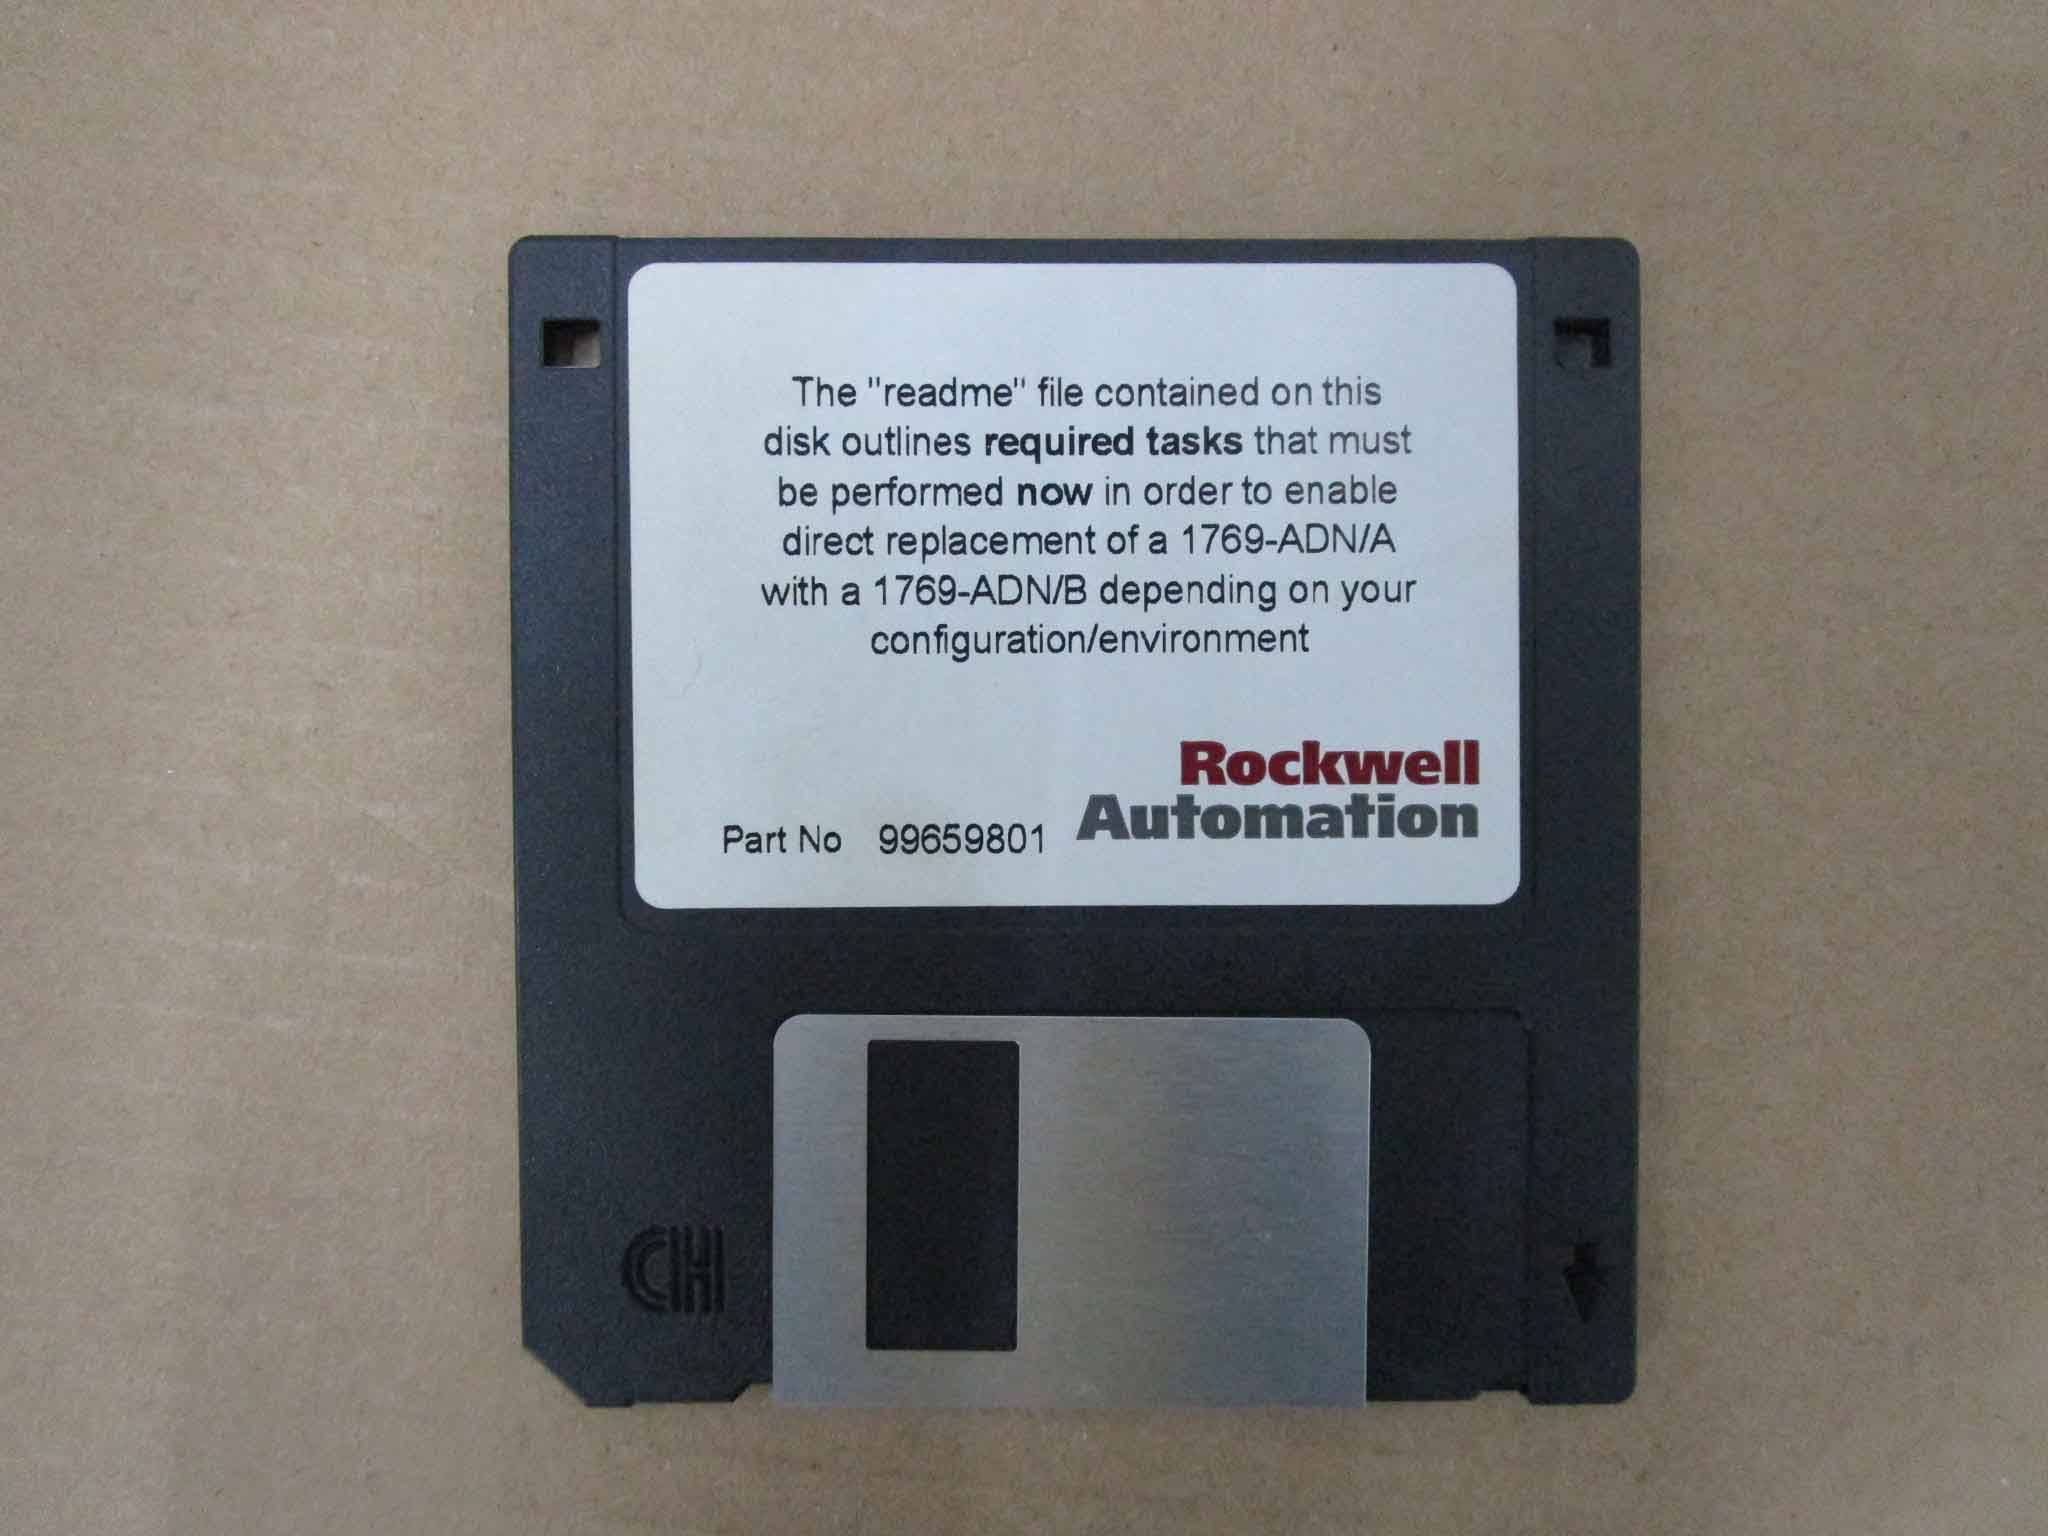 The "readme" file contained on this
disk outlines required tasks that must
be performed now in order to enable
direct replacement of a 1769-ADN/A
with a 1769-ADN/B depending on your
configuration/environment
Rockwell
Automation
Part No 99659801
CH